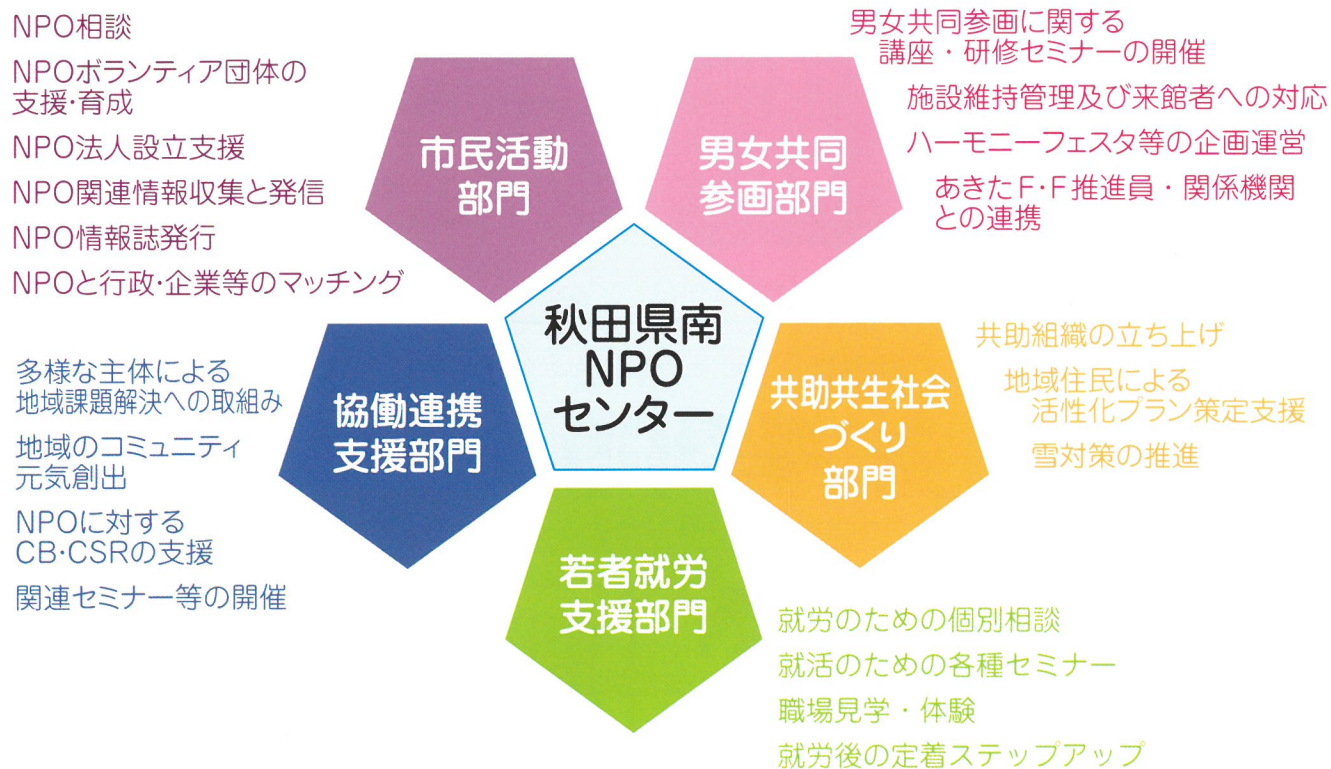 NPO相談
NPOボランティア団体の
支援・育成
NPO法人設立支援
NPO関連情報収集と発信
NPO情報誌発行
NPOと行政・企業等のマッチング
市民活動
部門
男女共同
参画部門
男女共同参画に関する
講座・研修セミナーの開催
施設維持管理及び来館者への対応
ハーモニーフェスタ等の企画運営
あきたF・F推進員・関係機関
との連携
秋田県南
NPO
センター
多様な主体による
地域課題解決への取組み
地域のコミュニティ
元気創出
NPOに対する
CB・CSRの支援
関連セミナー等の開催
協働連携
支援部門
共助共生社会
づくり
部門
共助組織の立ち上げ
地域住民による
活性化プラン策定支援
雪対策の推進
若者就労
支援部門
就労のための個別相談
就活のための各種セミナー
職場見学・体験
就労後の定着ステップアップ